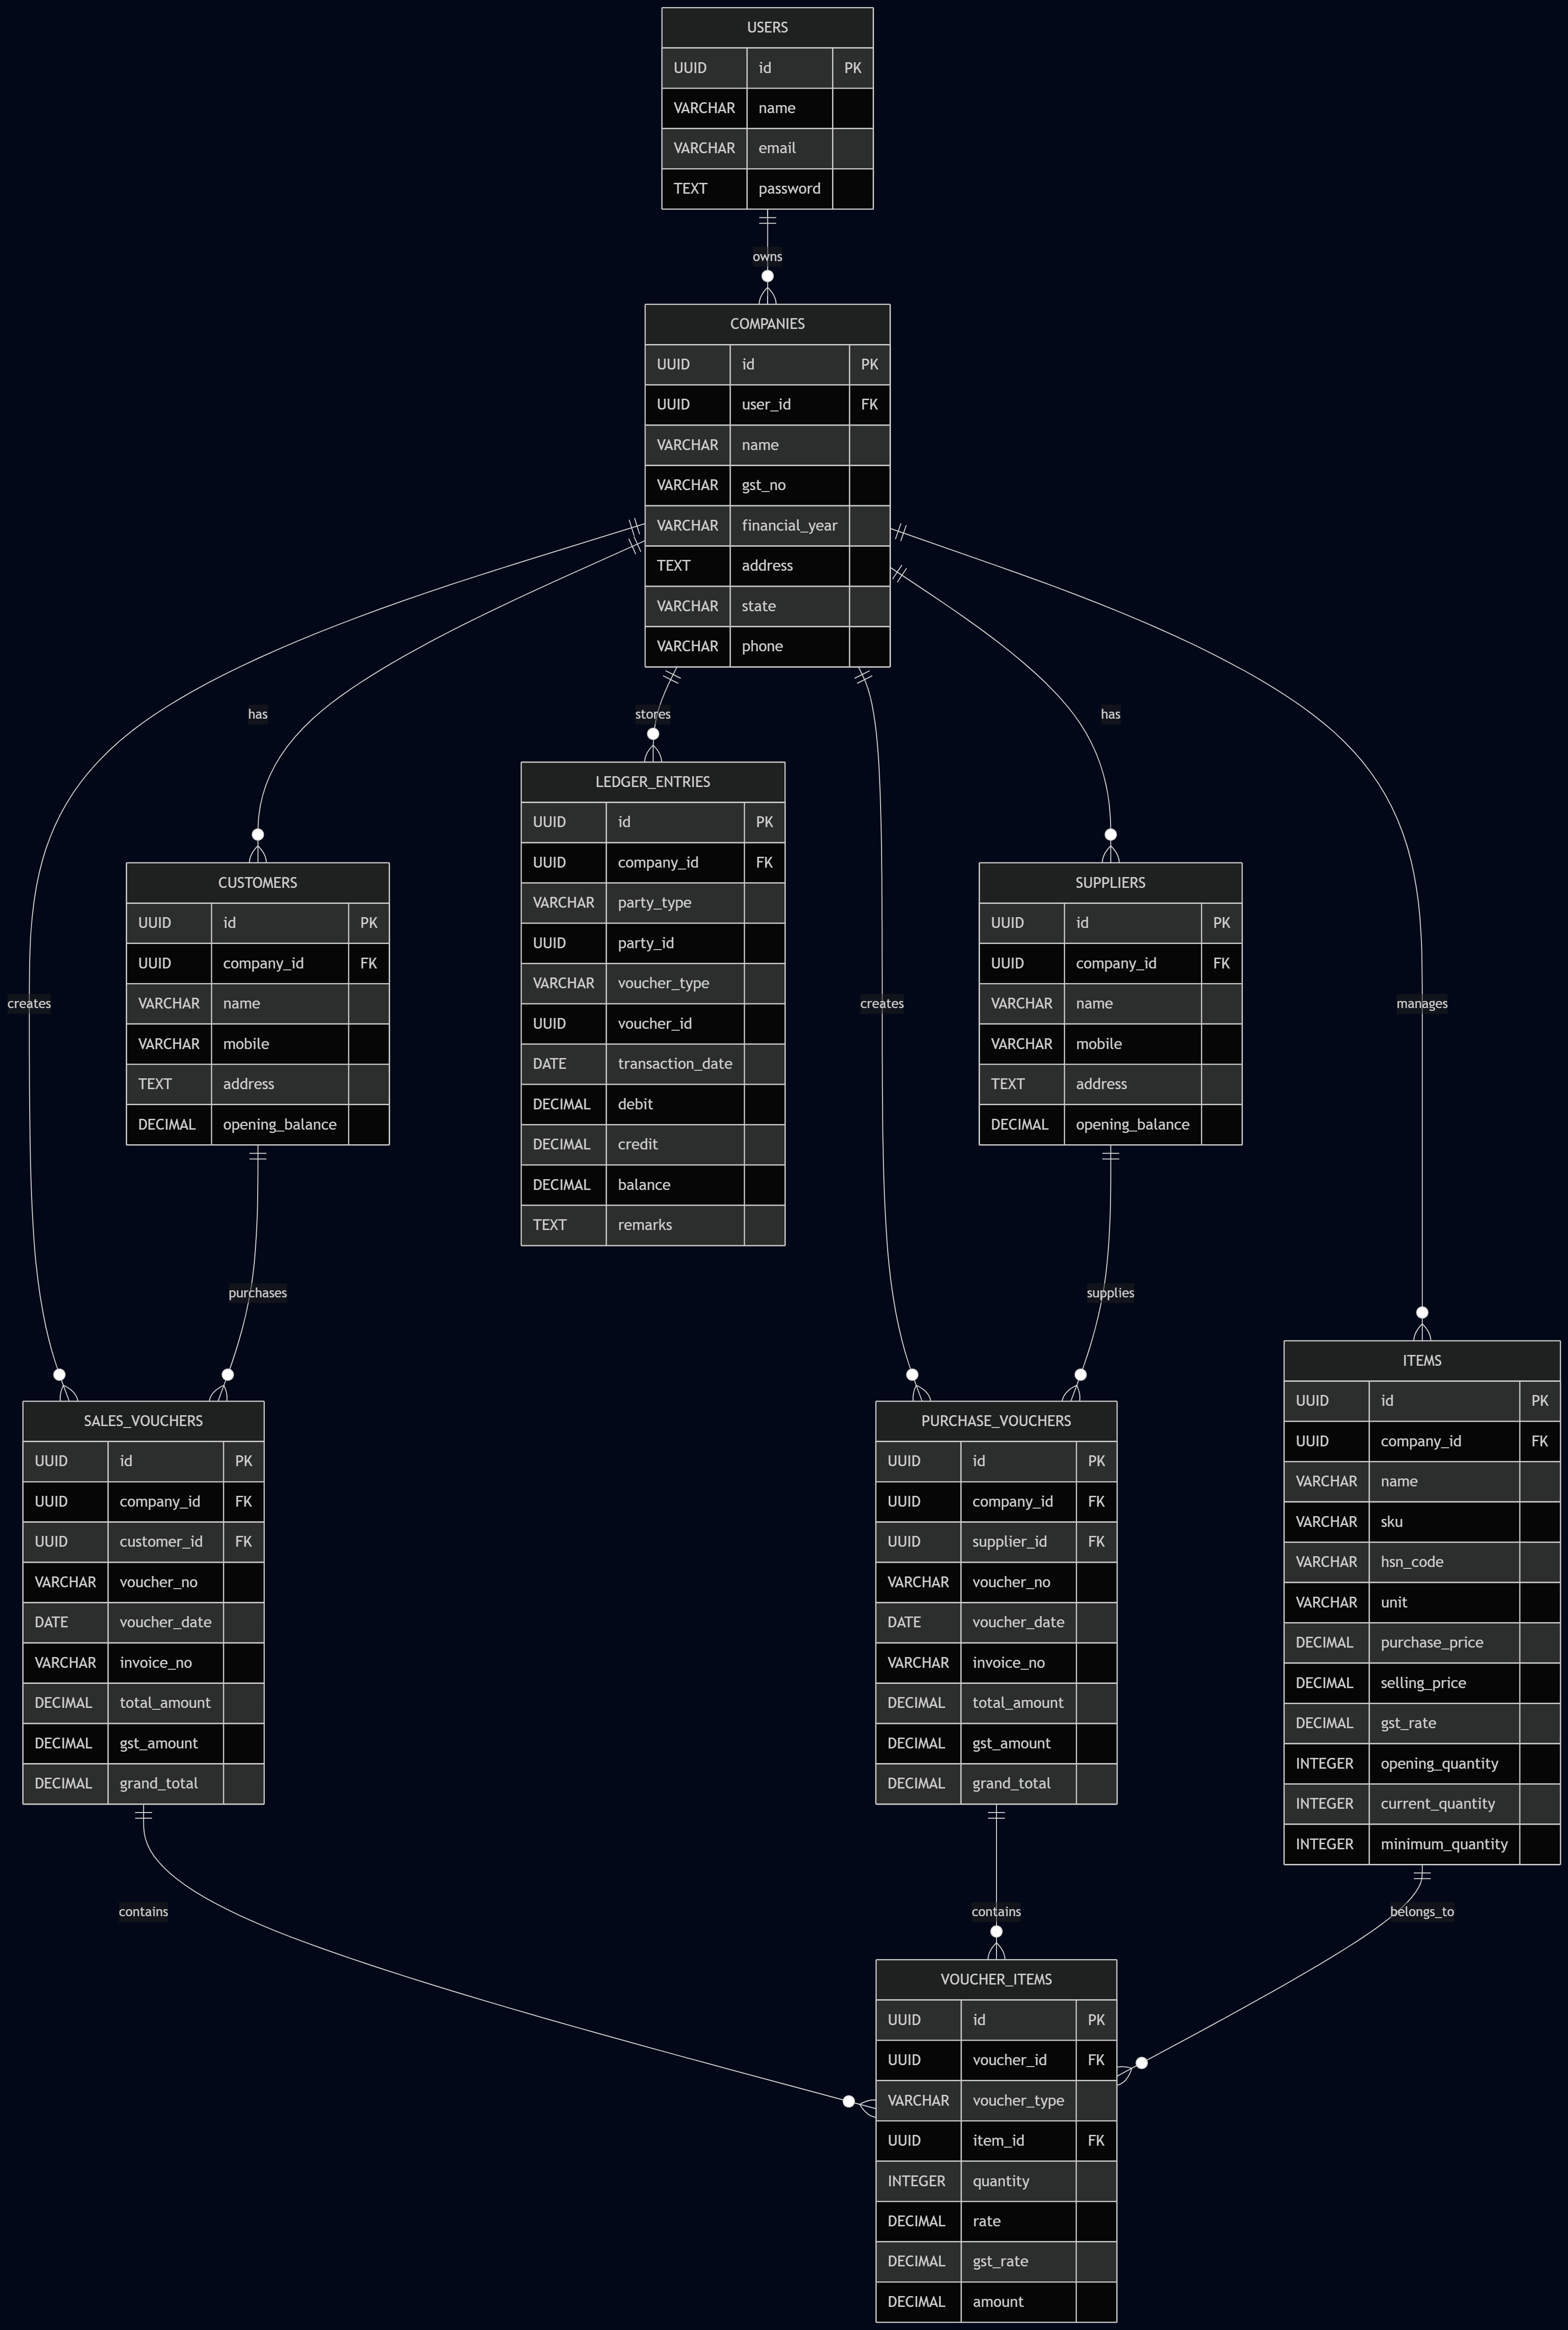 USERS
UUID id PK
VARCHAR name
VARCHAR email
TEXT password
owns
COMPANIES
UUID id PK
UUID user_id FK
VARCHAR name
VARCHAR gst_no
VARCHAR financial_year
TEXT address
VARCHAR state
VARCHAR phone
has
stores
has
LEDGER_ENTRIES
UUID id PK
UUID company_id FK
VARCHAR party_type
UUID party_id
VARCHAR voucher_type
UUID voucher_id
DATE transaction_date
DECIMAL debit
DECIMAL credit
DECIMAL balance
TEXT remarks
CUSTOMERS
UUID id PK
UUID company_id FK
VARCHAR name
VARCHAR mobile
TEXT address
DECIMAL opening_balance
SUPPLIERS
UUID id PK
UUID company_id FK
VARCHAR name
VARCHAR mobile
TEXT address
DECIMAL opening_balance
creates
creates
manages
purchases
supplies
SALES_VOUCHERS
UUID id PK
UUID company_id FK
UUID customer_id FK
VARCHAR voucher_no
DATE voucher_date
VARCHAR invoice_no
DECIMAL total_amount
DECIMAL gst_amount
DECIMAL grand_total
PURCHASE_VOUCHERS
UUID id PK
UUID company_id FK
UUID supplier_id FK
VARCHAR voucher_no
DATE voucher_date
VARCHAR invoice_no
DECIMAL total_amount
DECIMAL gst_amount
DECIMAL grand_total
ITEMS
UUID id PK
UUID company_id FK
VARCHAR name
VARCHAR sku
VARCHAR hsn_code
VARCHAR unit
DECIMAL purchase_price
DECIMAL selling_price
DECIMAL gst_rate
INTEGER opening_quantity
INTEGER current_quantity
INTEGER minimum_quantity
contains
contains
belongs_to
VOUCHER_ITEMS
UUID id PK
UUID voucher_id FK
VARCHAR voucher_type
UUID item_id FK
INTEGER quantity
DECIMAL rate
DECIMAL gst_rate
DECIMAL amount